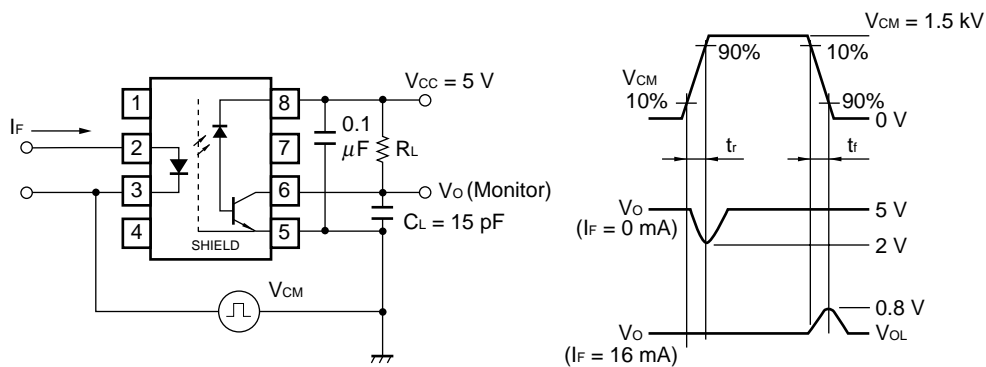 1
2
3
4
8
7
6
5
SHIELD
IF
VCC = 5 V
0.1
μF
RL
VO (Monitor)
CL = 15 pF
VCM
VCM = 1.5 kV
90%
10%
VCM
10%
90%
0 V
tr
tf
VO
(IF = 0 mA)
5 V
2 V
0.8 V
VO
VOL
(IF = 16 mA)